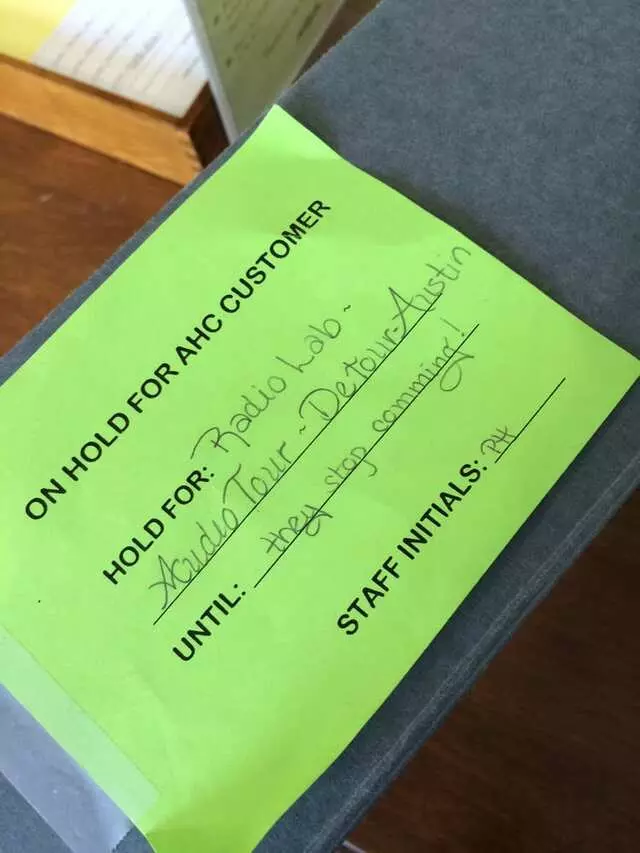 ON HOLD FOR AHC CUSTOMER
HOLD FOR: Radio Lab ~
Audio Tour ~ Detour-Austin
UNTIL: they stop comming!
STAFF INITIALS: PH